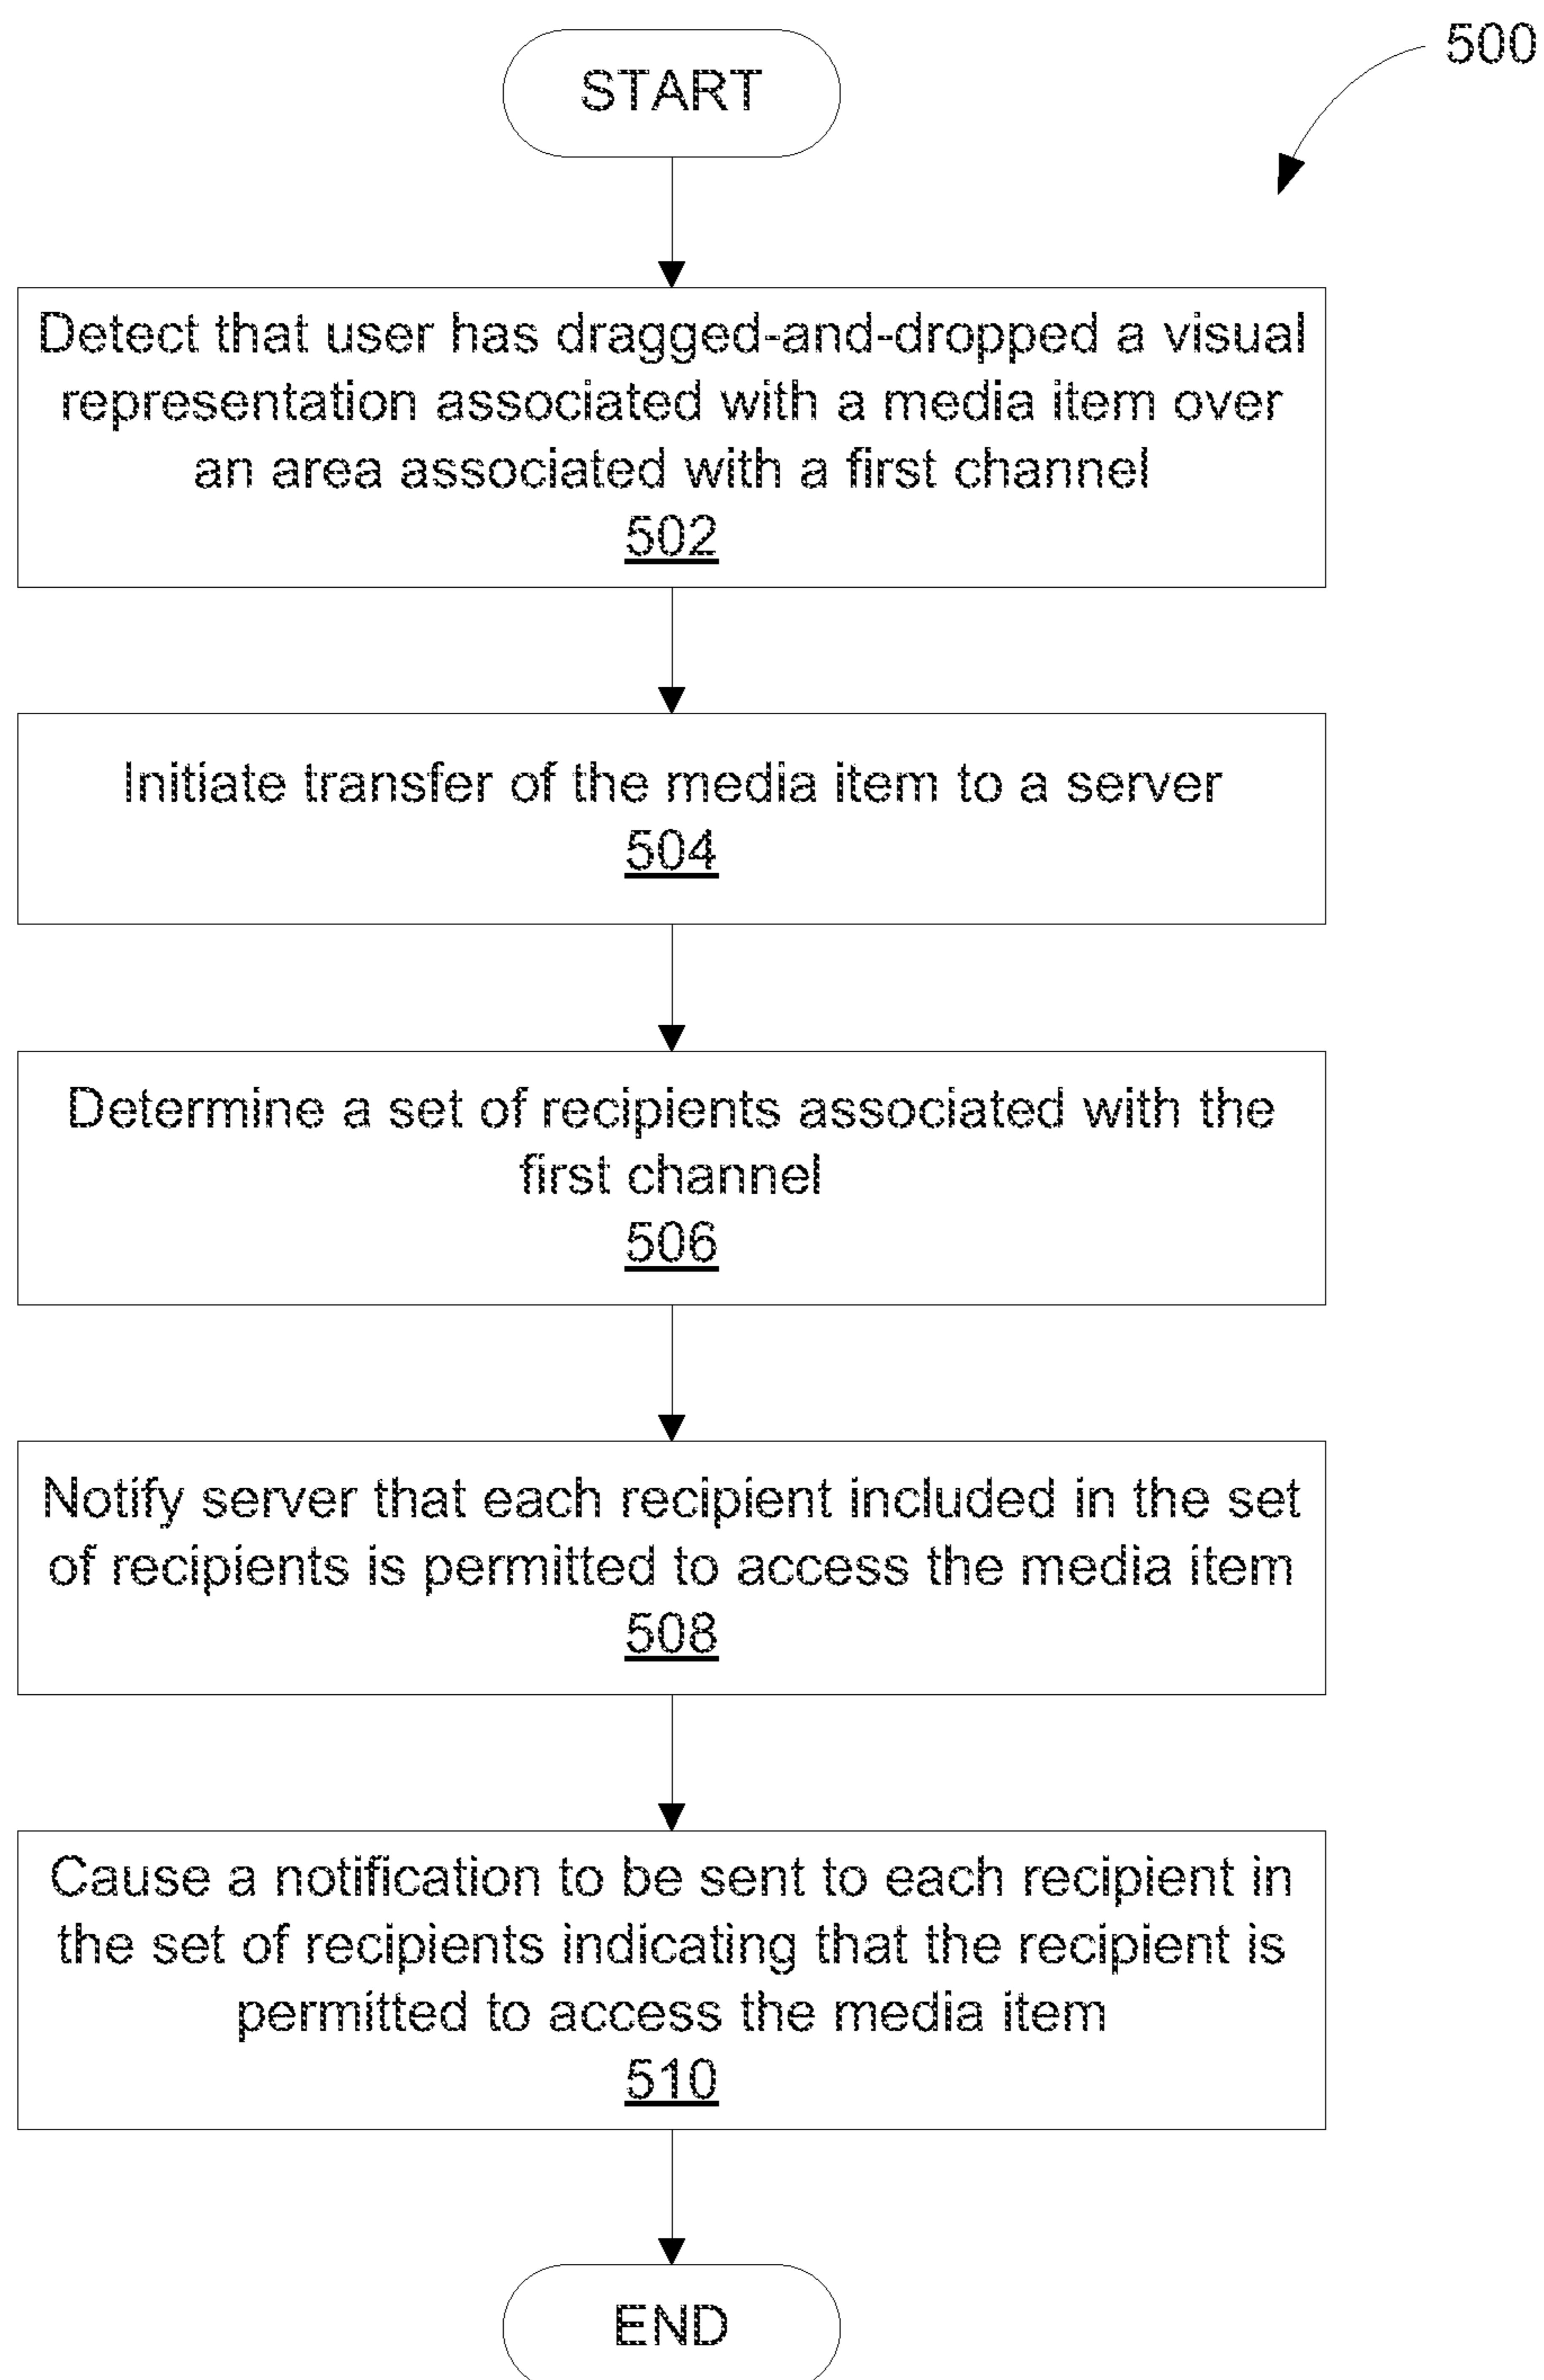 500
START
Detect that user has dragged-and-dropped a visual
representation associated with a media item over
an area associated with a first channel
502
Initiate transfer of the media item to a server
504
Determine a set of recipients associated with the
first channel
506
Notify server that each recipient included in the set
of recipients is permitted to access the media item
508
Cause a notification to be sent to each recipient in
the set of recipients indicating that the recipient is
permitted to access the media item
510
END